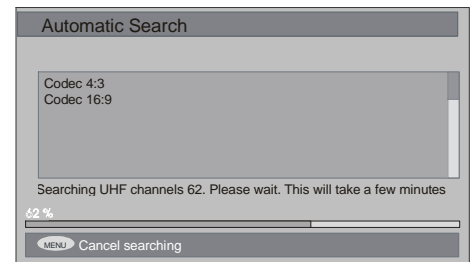 Automatic Search
Codec 4:3
Codec 16:9
Searching UHF channels 62. Please wait. This will take a few minutes
62 %
MENU Cancel searching